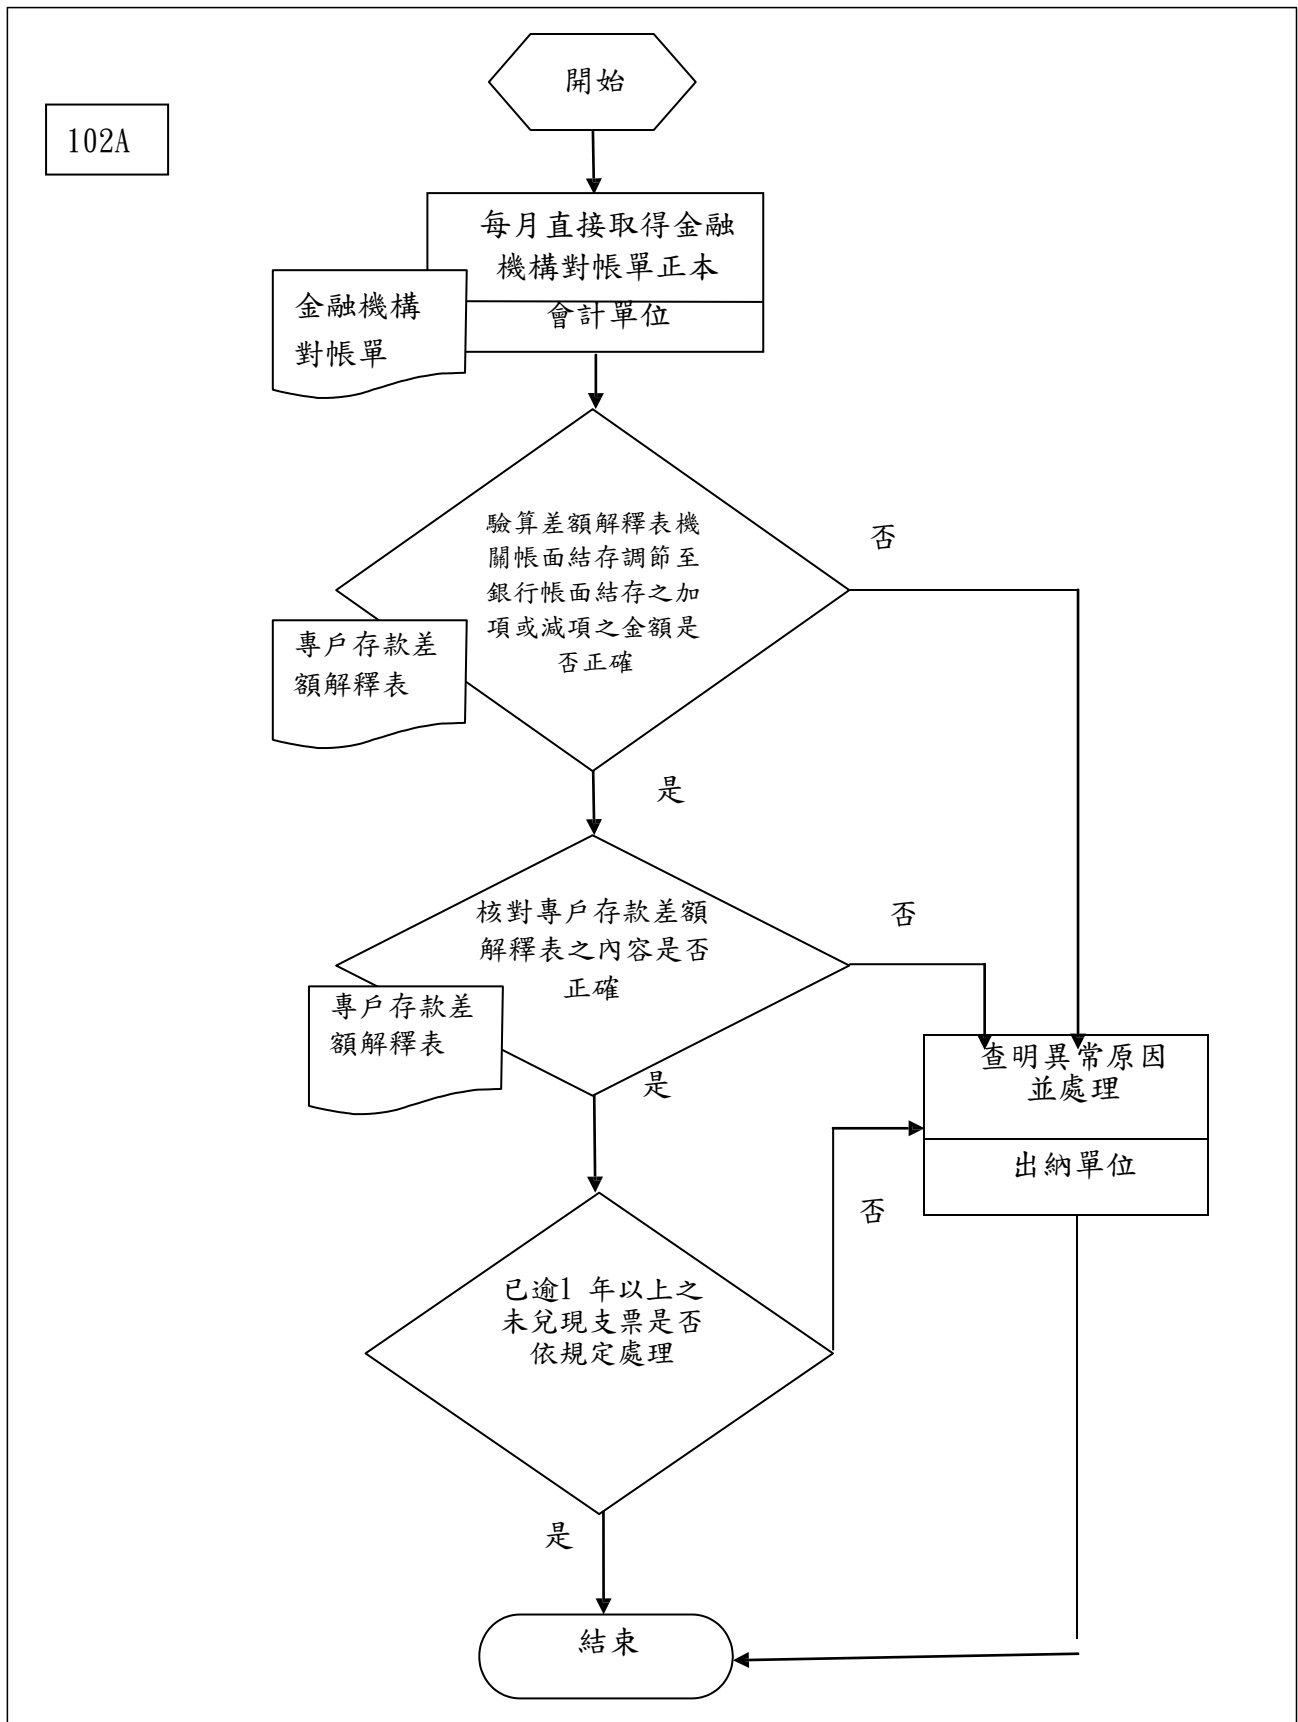 開始
102A
每月直接取得金融
機構對帳單正本
會計單位
金融機構
對帳單
驗算差額解釋表機
關帳面結存調節至
銀行帳面結存之加
項或減項之金額是
否正確
否
專戶存款差
額解釋表
是
核對專戶存款差額
解釋表之內容是否
正確
否
專戶存款差
額解釋表
是
查明異常原因
並處理
出納單位
已逾1 年以上之
未兌現支票是否
依規定處理
否
是
結束